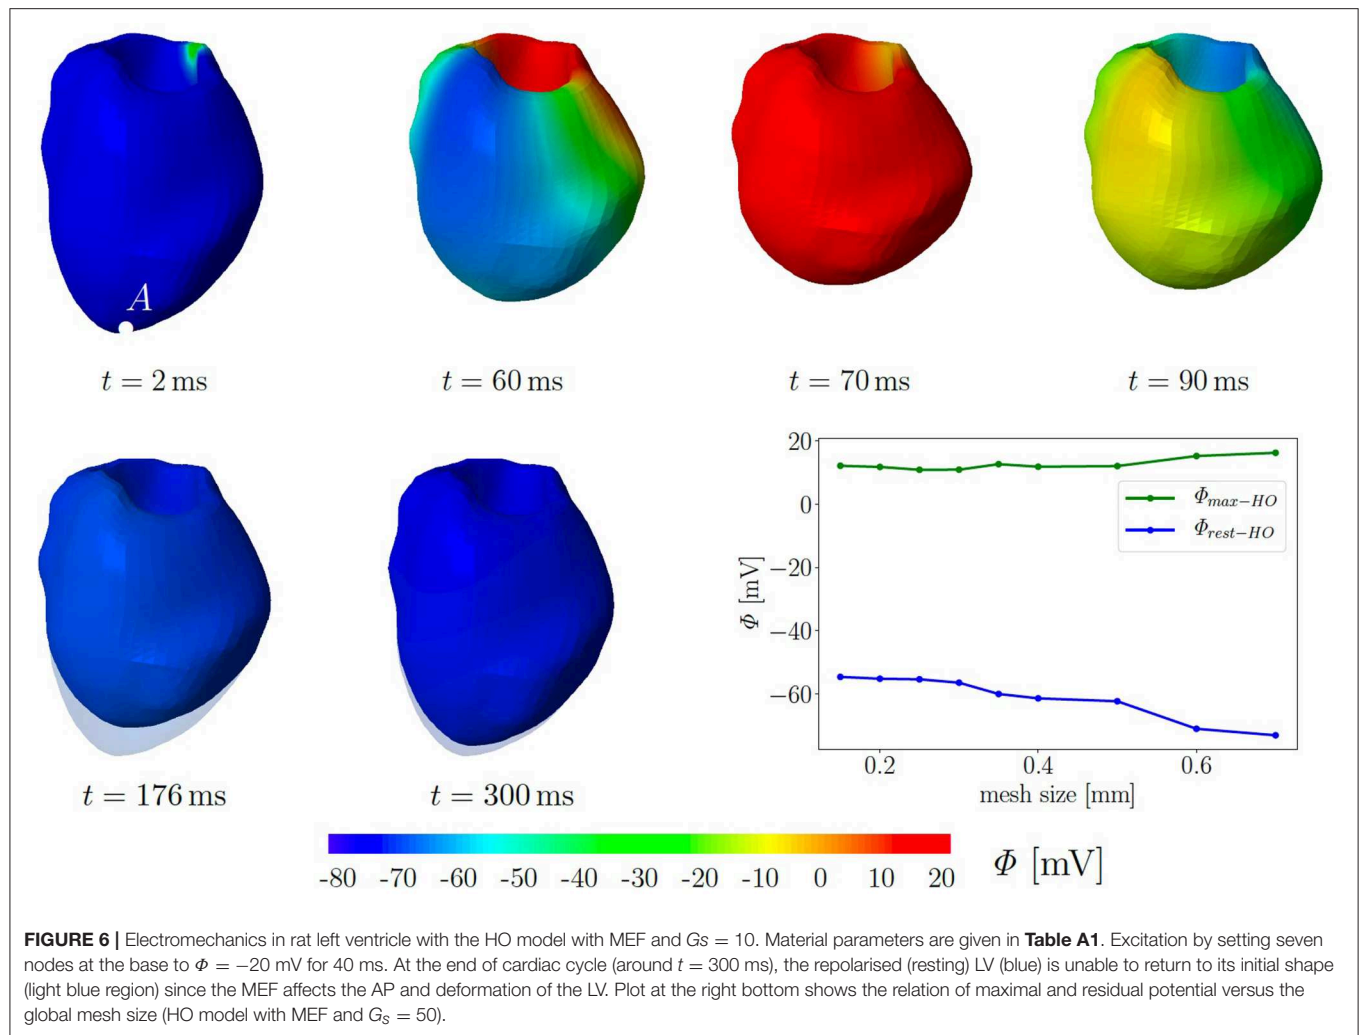 A
t = 2 ms
t = 60 ms
t = 70 ms
t = 90 ms
t = 176 ms
t = 300 ms
20
0
−20
−40
−60
Φ [mV]
Φmax−HO
Φrest−HO
0.2 0.4 0.6
mesh size [mm]
-80 -70 -60 -50 -40 -30 -20 -10 0 10 20
Φ [mV]
FIGURE 6 | Electromechanics in rat left ventricle with the HO model with MEF and Gs = 10. Material parameters are given in Table A1. Excitation by setting seven
nodes at the base to Φ = −20 mV for 40 ms. At the end of cardiac cycle (around t = 300 ms), the repolarised (resting) LV (blue) is unable to return to its initial shape
(light blue region) since the MEF affects the AP and deformation of the LV. Plot at the right bottom shows the relation of maximal and residual potential versus the
global mesh size (HO model with MEF and Gs = 50).